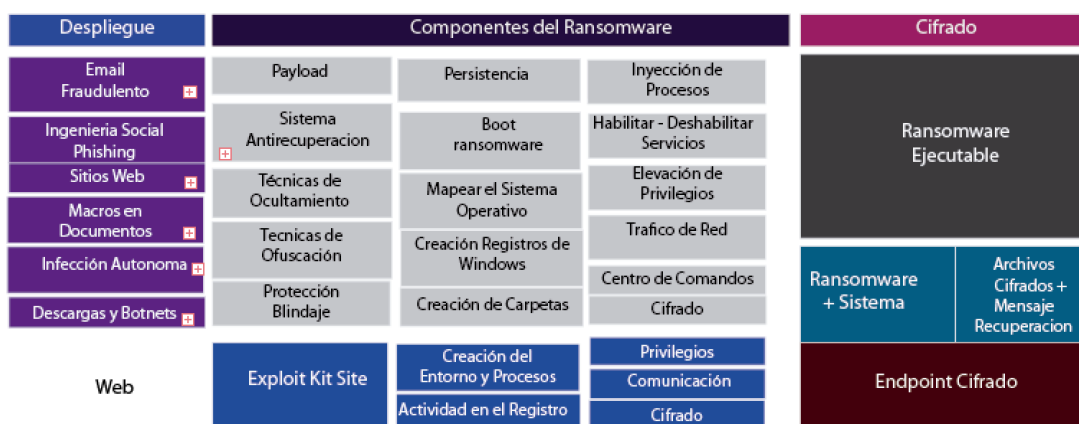 Despliegue
Componentes del Ransomware
Cifrado
Email
Fraudulento
Ingenieria Social
Phishing
Sitios Web
Macros en
Documentos
Infección Autonoma
Descargas y Botnets
Web
Payload
Sistema
Antirecuperacion
Técnicas de
Ocultamiento
Tecnicas de
Ofuscación
Protección
Blindaje
Exploit Kit Site
Persistencia
Boot
ransomware
Mapear el Sistema
Operativo
Creación Registros de
Windows
Creación de Carpetas
Creación del
Entorno y Procesos
Actividad en el Registro
Inyección de
Procesos
Habilitar - Deshabilitar
Servicios
Elevación de
Privilegios
Trafico de Red
Centro de Comandos
Cifrado
Privilegios
Comunicación
Cifrado
Ransomware
Ejecutable
Ransomware
+ Sistema
Archivos
Cifrados +
Mensaje
Recuperacion
Endpoint Cifrado